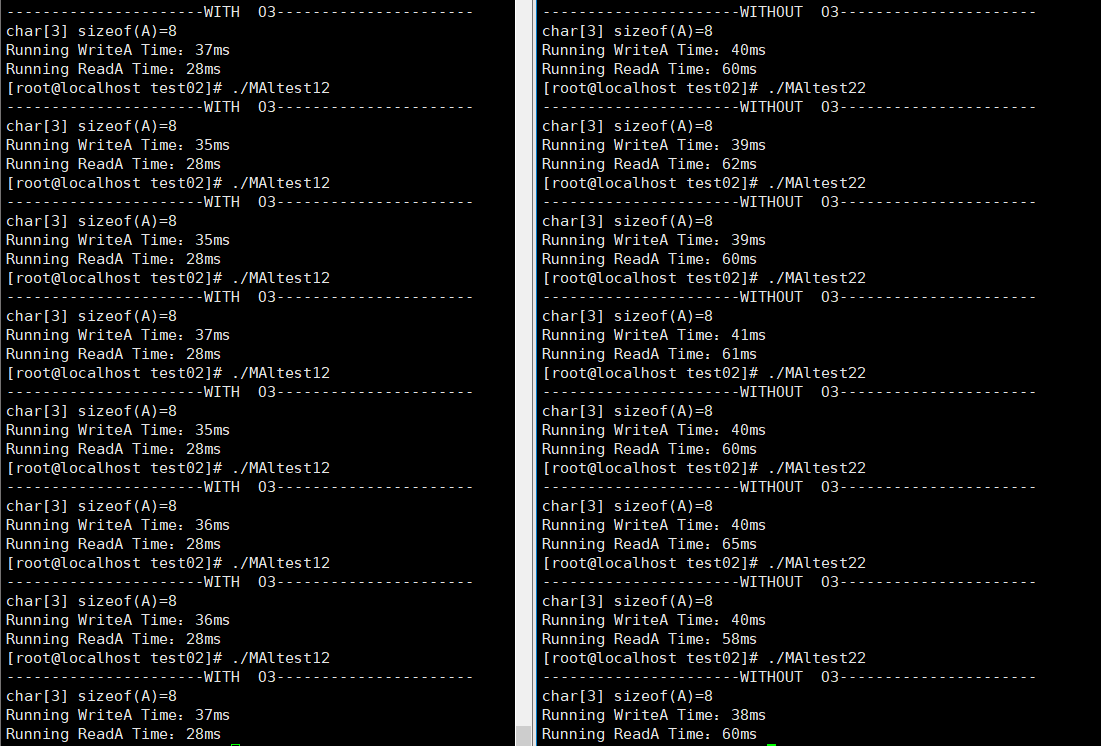 ----------------------WITH  O3----------------------
char[3] sizeof(A)=8
Running WriteA Time：37ms
Running ReadA Time：28ms
[root@localhost test02]# ./MAltest12
----------------------WITH  O3----------------------
char[3] sizeof(A)=8
Running WriteA Time：35ms
Running ReadA Time：28ms
[root@localhost test02]# ./MAltest12
----------------------WITH  O3----------------------
char[3] sizeof(A)=8
Running WriteA Time：35ms
Running ReadA Time：28ms
[root@localhost test02]# ./MAltest12
----------------------WITH  O3----------------------
char[3] sizeof(A)=8
Running WriteA Time：37ms
Running ReadA Time：28ms
[root@localhost test02]# ./MAltest12
----------------------WITH  O3----------------------
char[3] sizeof(A)=8
Running WriteA Time：35ms
Running ReadA Time：28ms
[root@localhost test02]# ./MAltest12
----------------------WITH  O3----------------------
char[3] sizeof(A)=8
Running WriteA Time：36ms
Running ReadA Time：28ms
[root@localhost test02]# ./MAltest12
----------------------WITH  O3----------------------
char[3] sizeof(A)=8
Running WriteA Time：36ms
Running ReadA Time：28ms
[root@localhost test02]# ./MAltest12
----------------------WITH  O3----------------------
char[3] sizeof(A)=8
Running WriteA Time：37ms
Running ReadA Time：28ms
----------------------WITHOUT  O3----------------------
char[3] sizeof(A)=8
Running WriteA Time：40ms
Running ReadA Time：60ms
[root@localhost test02]# ./MAltest22
----------------------WITHOUT  O3----------------------
char[3] sizeof(A)=8
Running WriteA Time：39ms
Running ReadA Time：62ms
[root@localhost test02]# ./MAltest22
----------------------WITHOUT  O3----------------------
char[3] sizeof(A)=8
Running WriteA Time：39ms
Running ReadA Time：60ms
[root@localhost test02]# ./MAltest22
----------------------WITHOUT  O3----------------------
char[3] sizeof(A)=8
Running WriteA Time：41ms
Running ReadA Time：61ms
[root@localhost test02]# ./MAltest22
----------------------WITHOUT  O3----------------------
char[3] sizeof(A)=8
Running WriteA Time：40ms
Running ReadA Time：60ms
[root@localhost test02]# ./MAltest22
----------------------WITHOUT  O3----------------------
char[3] sizeof(A)=8
Running WriteA Time：40ms
Running ReadA Time：65ms
[root@localhost test02]# ./MAltest22
----------------------WITHOUT  O3----------------------
char[3] sizeof(A)=8
Running WriteA Time：40ms
Running ReadA Time：58ms
[root@localhost test02]# ./MAltest22
----------------------WITHOUT  O3----------------------
char[3] sizeof(A)=8
Running WriteA Time：38ms
Running ReadA Time：60ms